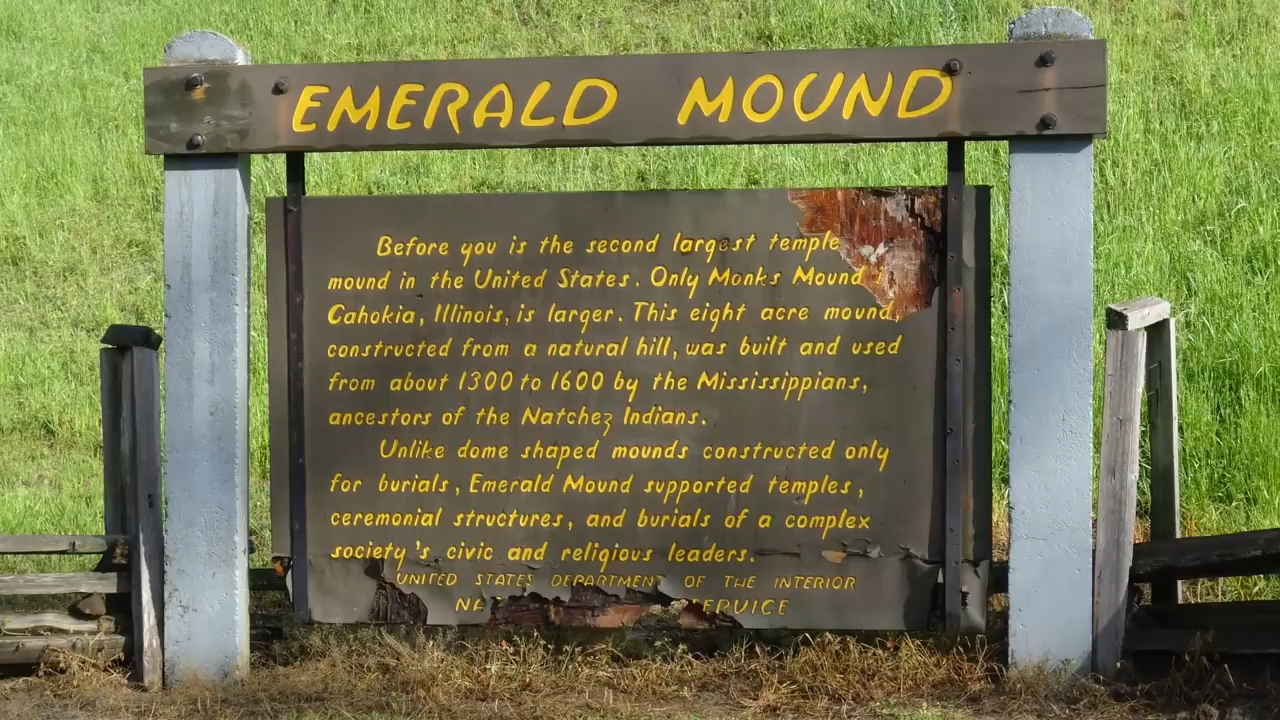 EMERALD MOUND
Before you is the second largest temple
mound in the United States. Only Monks Mound
Cahokia, Illinois, is larger. This eight acre mound,
constructed from a natural hill, was built and used
from about 1300 to 1600 by the Mississippians,
ancestors of the Natchez Indians.
Unlike dome shaped mounds constructed only
for burials, Emerald Mound supported temples,
ceremonial structures, and burials of a complex
society's civic and religious leaders.
UNITED STATES DEPARTMENT OF THE INTERIOR
NA SERVICE